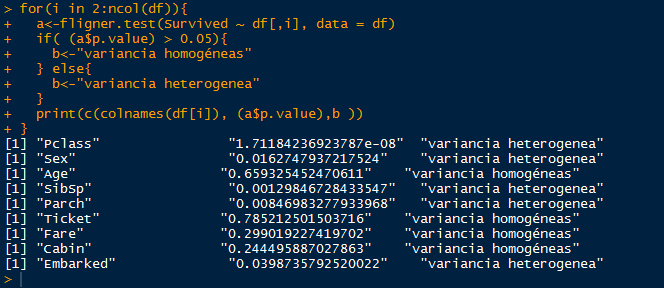 > for(i in 2:ncol(df)){
+   a<-fligner.test(Survived ~ df[,i], data = df)
+   if( (a$p.value) > 0.05){
+     b<-"variancia homogéneas"
+   } else{
+     b<-"variancia heterogenea"
+   }
+   print(c(colnames(df[i]), (a$p.value),b ))
+ }
[1] "Pclass"                "1.71184236923787e-08"  "variancia heterogenea"
[1] "Sex"                   "0.0162747937217524"    "variancia heterogenea"
[1] "Age"                  "0.659325452470611"    "variancia homogéneas"
[1] "SibSp"                 "0.00129846728433547"   "variancia heterogenea"
[1] "Parch"                 "0.00846983277933968"   "variancia heterogenea"
[1] "Ticket"               "0.785212501503716"    "variancia homogéneas"
[1] "Fare"                 "0.299019227419702"    "variancia homogéneas"
[1] "Cabin"                "0.244495887027863"    "variancia homogéneas"
[1] "Embarked"              "0.0398735792520022"    "variancia heterogenea"
>